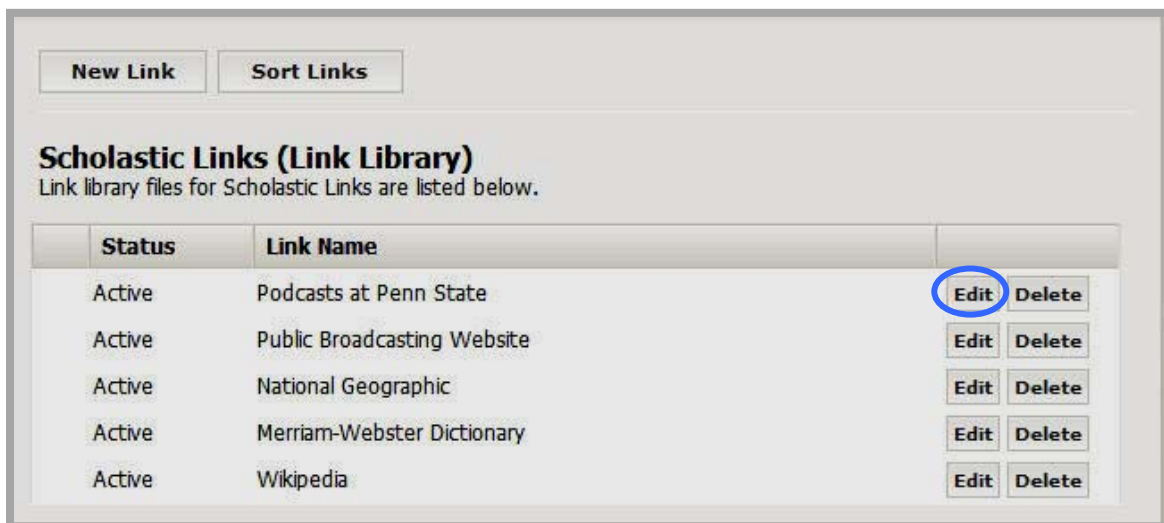 New Link Sort Links
Scholastic Links (Link Library)
Link library files for Scholastic Links are listed below.
Status Link Name
Active Podcasts at Penn State Edit Delete
Active Public Broadcasting Website Edit Delete
Active National Geographic Edit Delete
Active Merriam-Webster Dictionary Edit Delete
Active Wikipedia Edit Delete